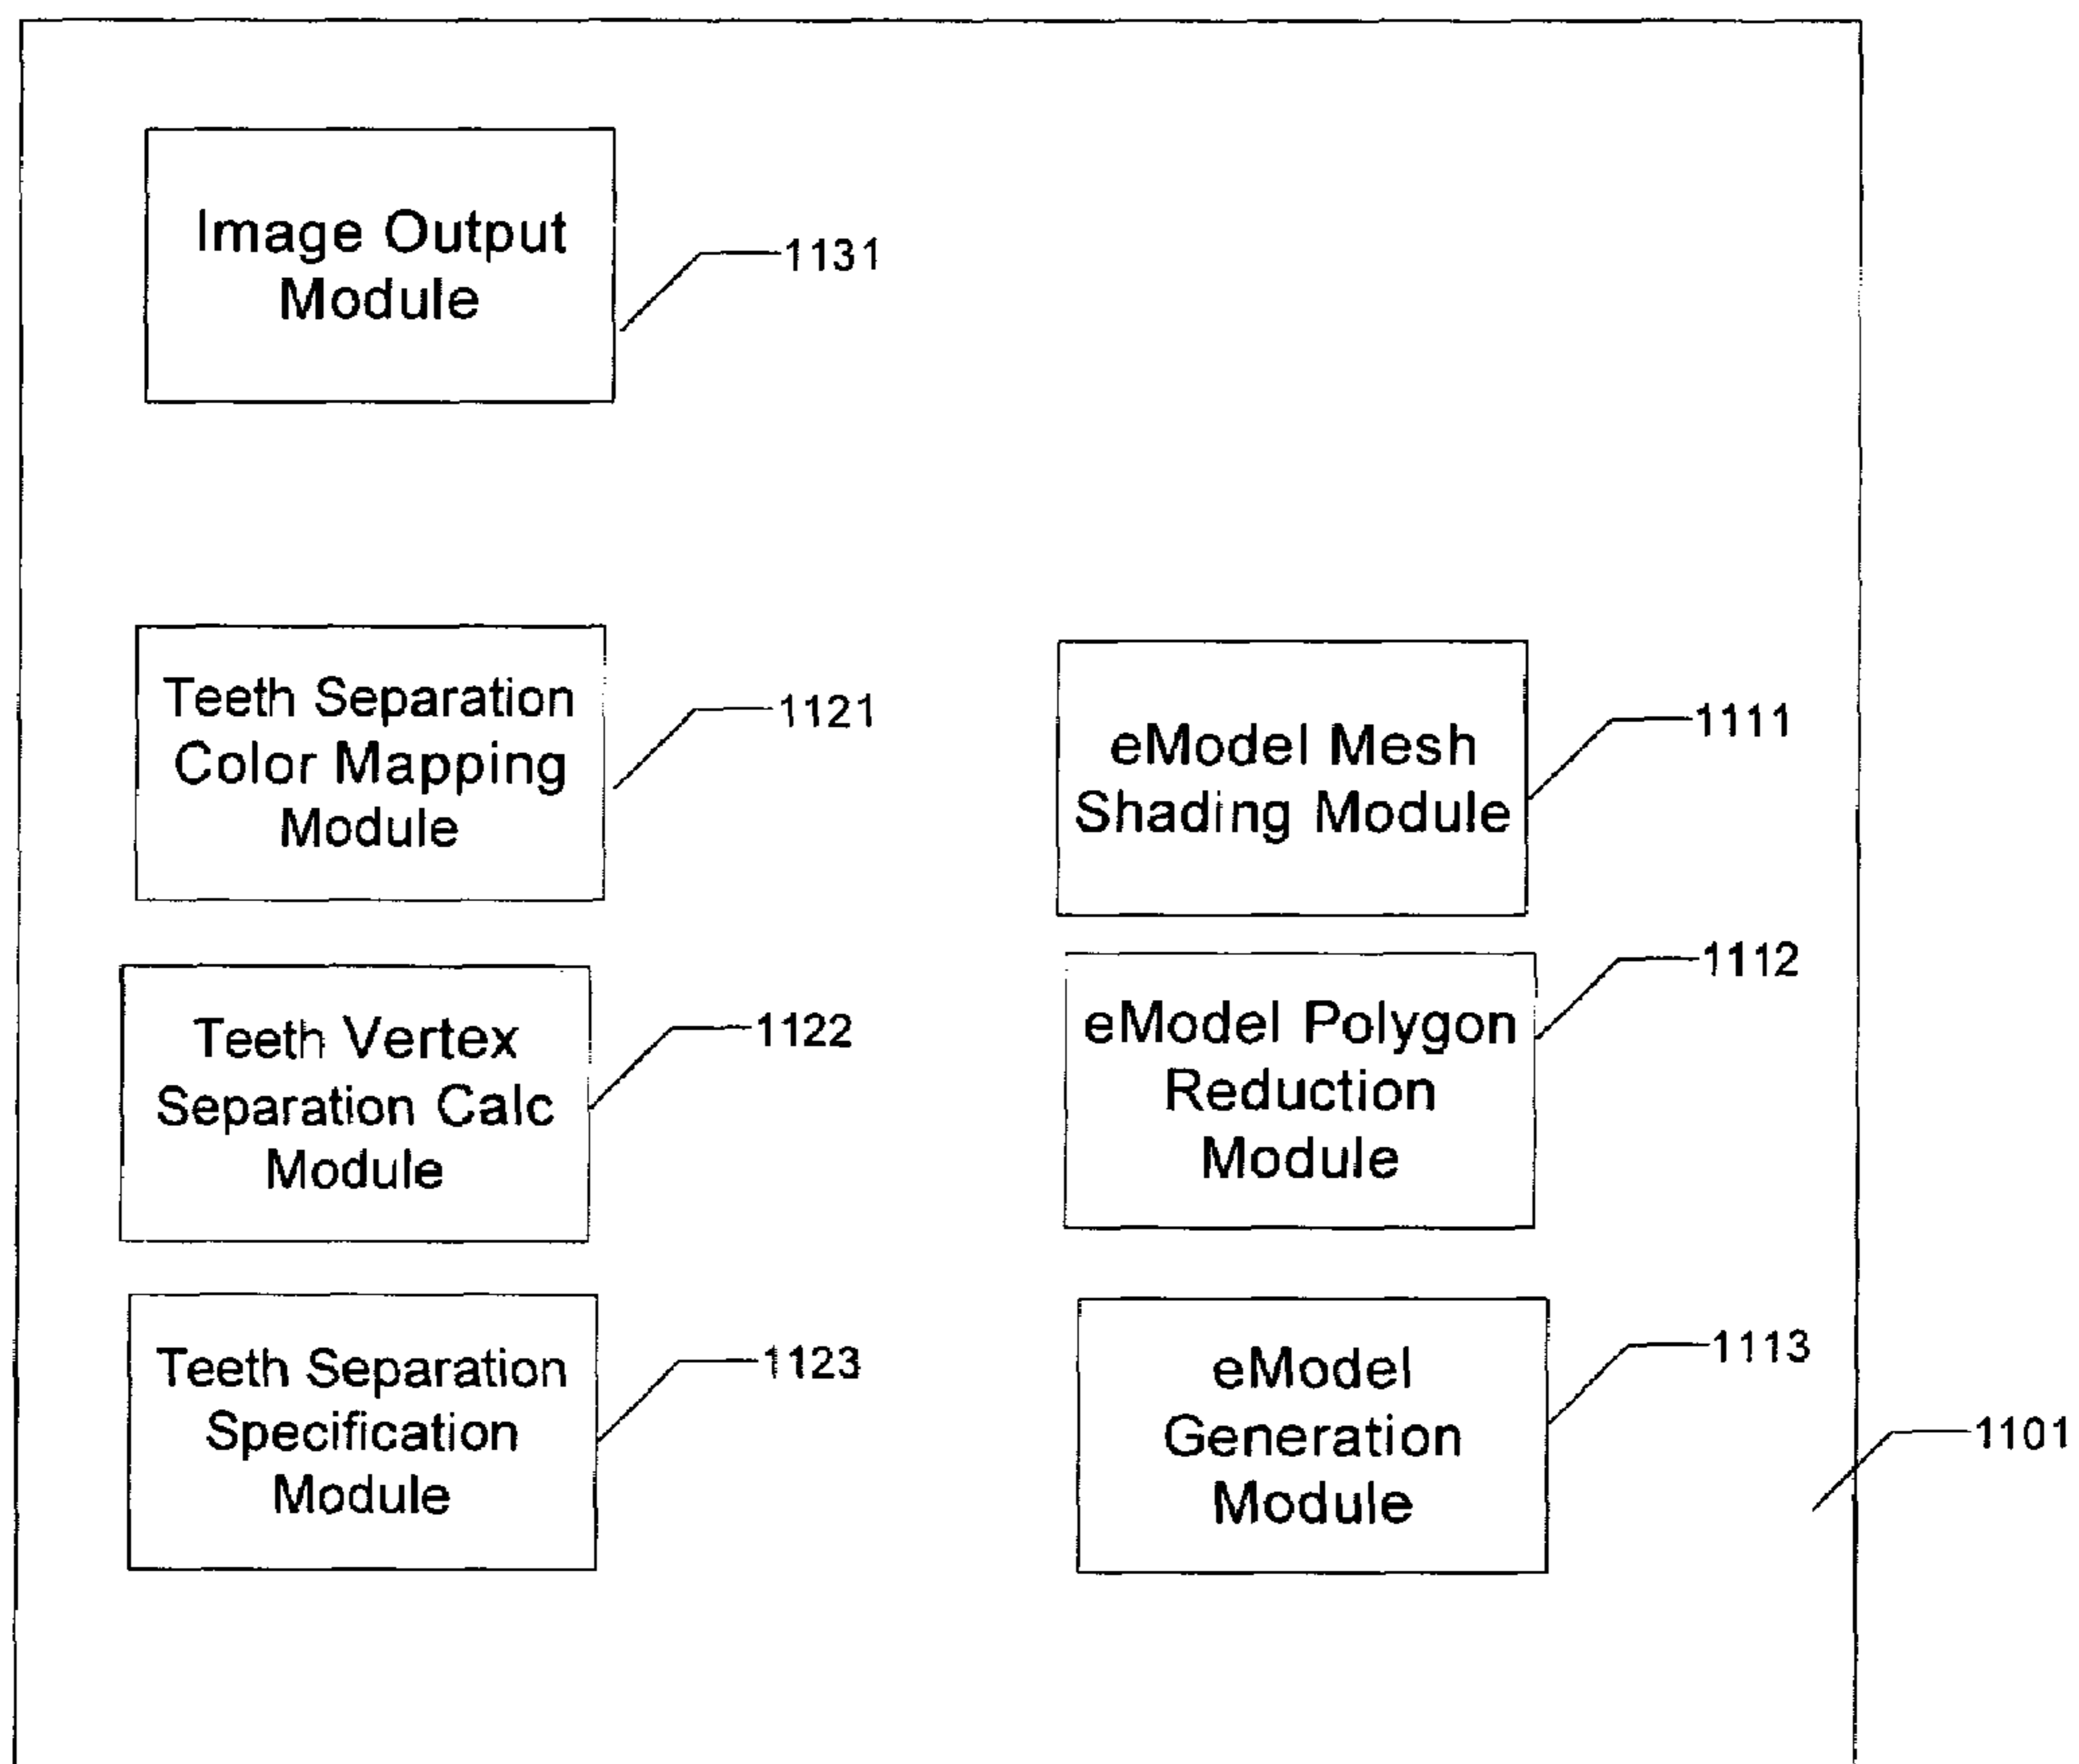 Image Output
Module
1131
Teeth Separation
Color Mapping
Module
1121
eModel Mesh
Shading Module
1111
Teeth Vertex
Separation Calc
Module
1122
eModel Polygon
Reduction
Module
1112
Teeth Separation
Specification
Module
1123
eModel
Generation
Module
1113
1101